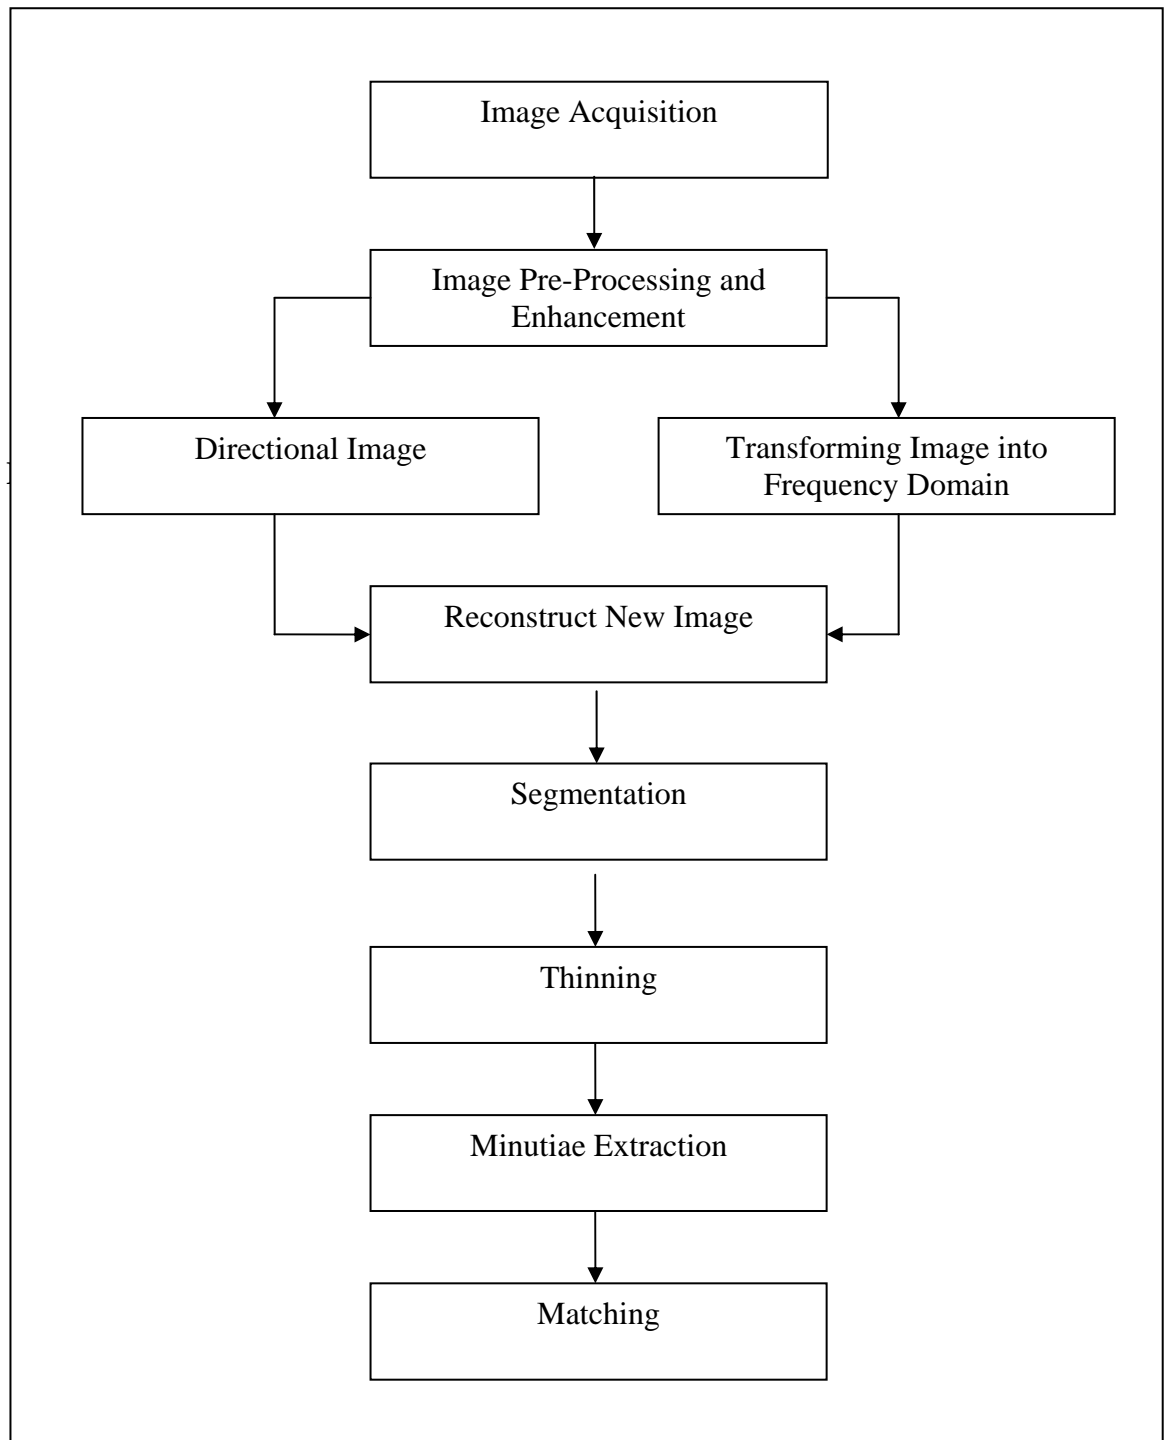 Image Acquisition
Image Pre-Processing and
Enhancement
Directional Image
Transforming Image into
Frequency Domain
Reconstruct New Image
Segmentation
Thinning
Minutiae Extraction
Matching